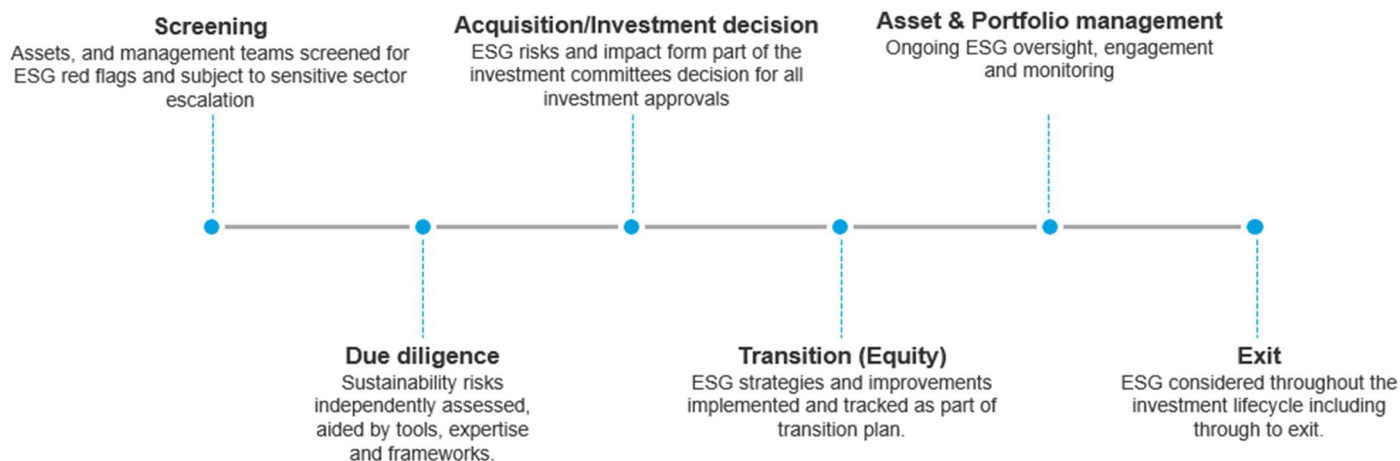 Screening
Assets, and management teams screened for
ESG red flags and subject to sensitive sector
escalation
Acquisition/Investment decision
ESG risks and impact form part of the
investment committees decision for all
investment approvals
Asset & Portfolio management
Ongoing ESG oversight, engagement
and monitoring
Due diligence
Sustainability risks
independently assessed,
aided by tools, expertise
and frameworks.
Transition (Equity)
ESG strategies and improvements
implemented and tracked as part of
transition plan.
Exit
ESG considered throughout the
investment lifecycle including
through to exit.